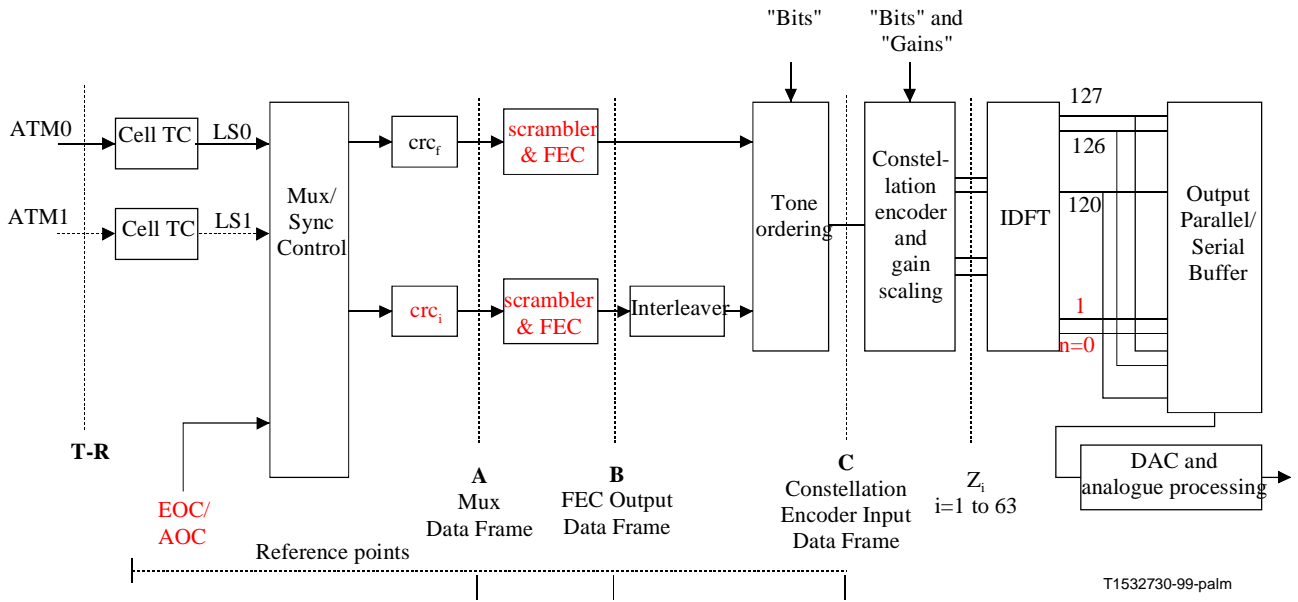 "Bits"
"Bits" and
"Gains"
ATM0
Cell TC
LS0
ATM1
Cell TC
LS1
Mux/
Sync
Control
crcf
scrambler
& FEC
crci
scrambler
& FEC
Interleaver
Tone
ordering
Constel-
lation
encoder
and
gain
scaling
IDFT
127
126
120
1
n=0
Output
Parallel/
Serial
Buffer
DAC and
analogue processing
T-R
EOC/
AOC
A
Mux
Data Frame
B
FEC Output
Data Frame
C
Constellation
Encoder Input
Data Frame
Zi
i=1 to 63
Reference points
T1532730-99-palm